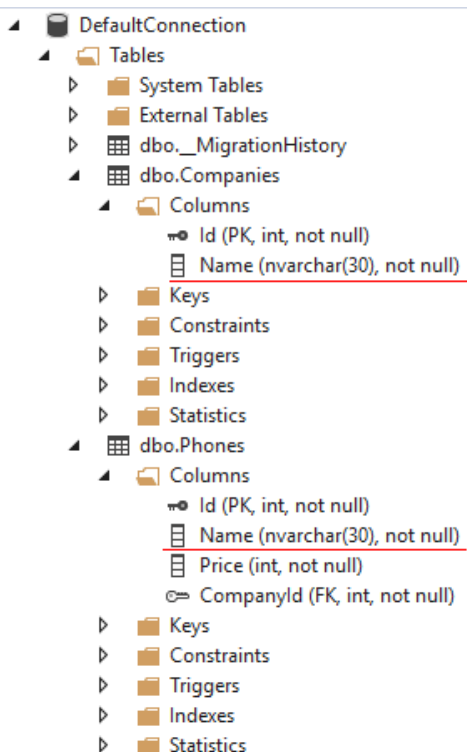 DefaultConnection
Tables
System Tables
External Tables
dbo.__MigrationHistory
dbo.Companies
Columns
Id (PK, int, not null)
Name (nvarchar(30), not null)
Keys
Constraints
Triggers
Indexes
Statistics
dbo.Phones
Columns
Id (PK, int, not null)
Name (nvarchar(30), not null)
Price (int, not null)
CompanyId (FK, int, not null)
Keys
Constraints
Triggers
Indexes
Statistics